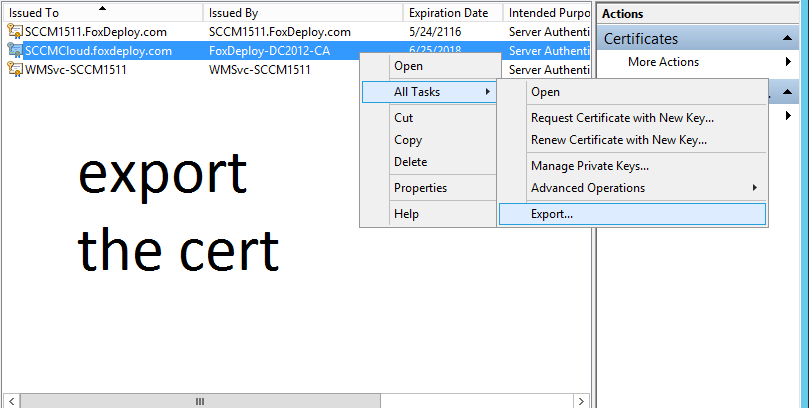 Issued To Issued By Expiration Date Intended Purpo Actions
SCCM1511.FoxDeploy.com SCCM1511.FoxDeploy.com 5/24/2116 Server Authenti
SCCMCloud.foxdeploy.com FoxDeploy-DC2012-CA 6/25/2018 Server Authenti
WMSvc-SCCM1511 WMSvc-SCCM1511 Server Authenti
Certificates
More Actions
Open
All Tasks
Cut
Copy
Delete
Properties
Help
Open
Request Certificate with New Key...
Renew Certificate with New Key...
Manage Private Keys...
Advanced Operations
Export...
export
the cert